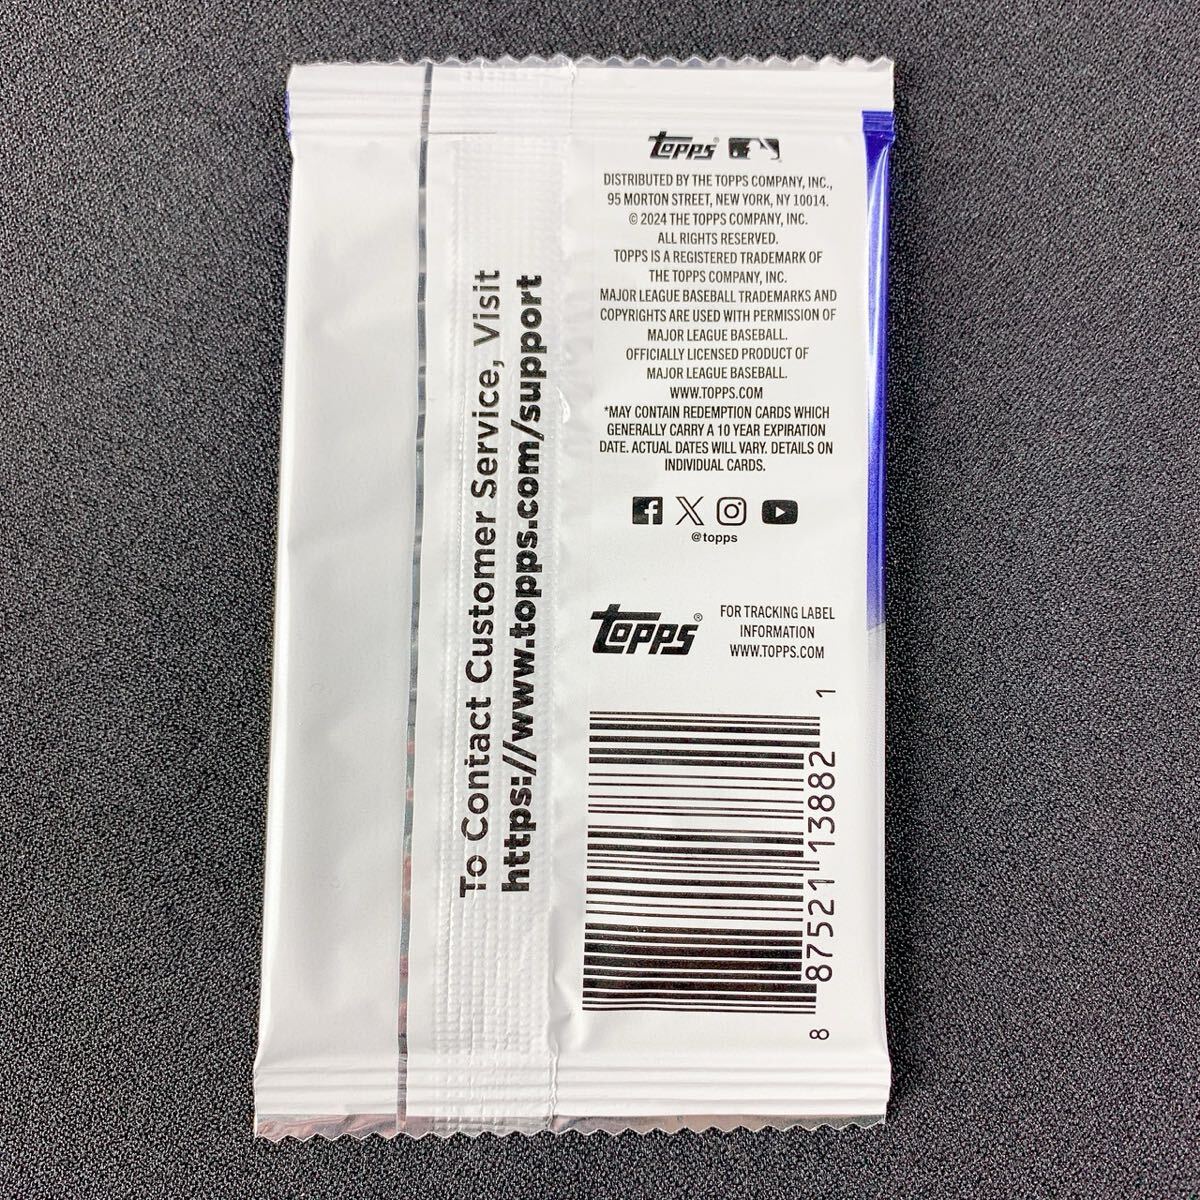 Topps®
DISTRIBUTED BY THE TOPPS COMPANY, INC.,
95 MORTON STREET, NEW YORK, NY 10014.
© 2024 THE TOPPS COMPANY, INC.
ALL RIGHTS RESERVED.
TOPPS IS A REGISTERED TRADEMARK OF
THE TOPPS COMPANY, INC.
MAJOR LEAGUE BASEBALL TRADEMARKS AND
COPYRIGHTS ARE USED WITH PERMISSION OF
MAJOR LEAGUE BASEBALL.
OFFICIALLY LICENSED PRODUCT OF
MAJOR LEAGUE BASEBALL.
WWW.TOPPS.COM
*MAY CONTAIN REDEMPTION CARDS WHICH
GENERALLY CARRY A 10 YEAR EXPIRATION
DATE. ACTUAL DATES WILL VARY. DETAILS ON
INDIVIDUAL CARDS.
@topps
Topps®
FOR TRACKING LABEL
INFORMATION
WWW.TOPPS.COM
To Contact Customer Service, Visit
https://www.topps.com/support
8 87521 13882 1